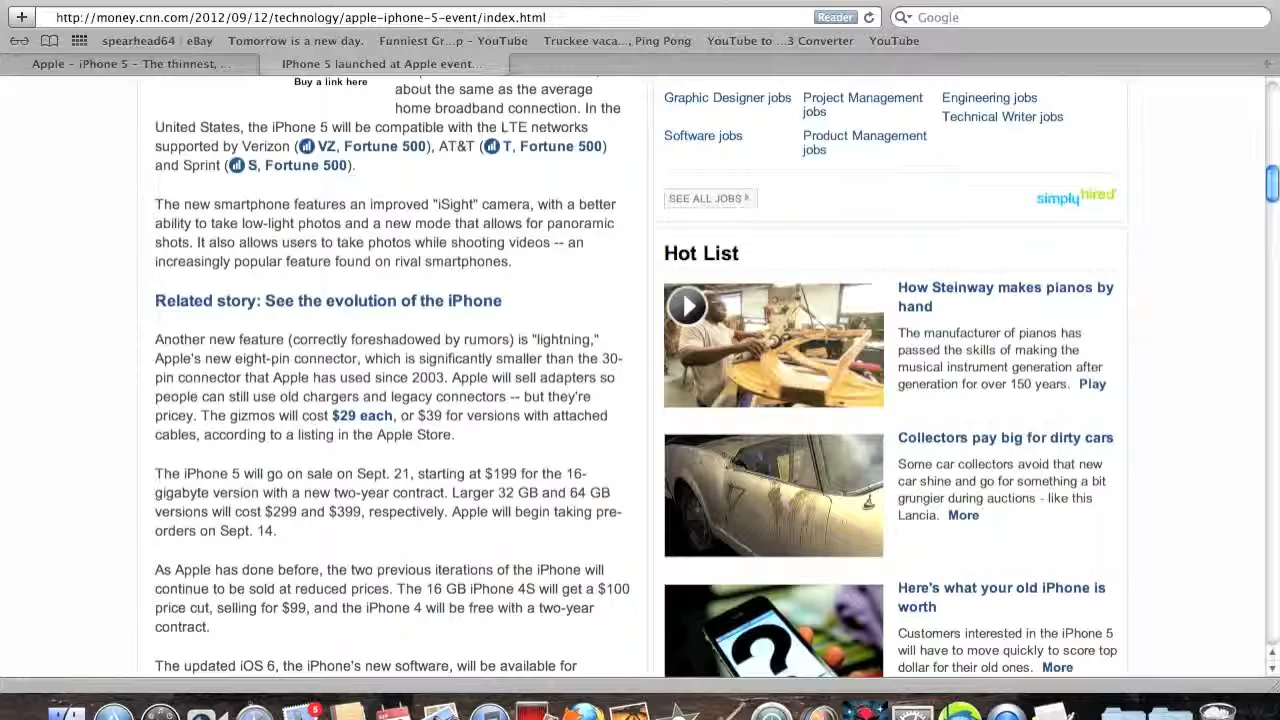 http://money.cnn.com/2012/09/12/technology/apple-iphone-5-event/index.html
Reader
Google
spearhead64 | eBay
Tomorrow is a new day.
Funniest Gr...p - YouTube
Truckee vaca..., Ping Pong
YouTube to ...3 Converter
YouTube
Apple - iPhone 5 - The thinnest, ...
IPhone 5 launched at Apple event...
Buy a link here
about the same as the average
home broadband connection. In the
United States, the iPhone 5 will be compatible with the LTE networks
supported by Verizon (VZ, Fortune 500), AT&T (T, Fortune 500)
and Sprint (S, Fortune 500).
The new smartphone features an improved "iSight" camera, with a better
ability to take low-light photos and a new mode that allows for panoramic
shots. It also allows users to take photos while shooting videos -- an
increasingly popular feature found on rival smartphones.
Related story: See the evolution of the iPhone
Another new feature (correctly foreshadowed by rumors) is "lightning,"
Apple's new eight-pin connector, which is significantly smaller than the 30-
pin connector that Apple has used since 2003. Apple will sell adapters so
people can still use old chargers and legacy connectors -- but they're
pricey. The gizmos will cost $29 each, or $39 for versions with attached
cables, according to a listing in the Apple Store.
The iPhone 5 will go on sale on Sept. 21, starting at $199 for the 16-
gigabyte version with a new two-year contract. Larger 32 GB and 64 GB
versions will cost $299 and $399, respectively. Apple will begin taking pre-
orders on Sept. 14.
As Apple has done before, the two previous iterations of the iPhone will
continue to be sold at reduced prices. The 16 GB iPhone 4S will get a $100
price cut, selling for $99, and the iPhone 4 will be free with a two-year
contract.
The updated iOS 6, the iPhone's new software, will be available for
Graphic Designer jobs
Software jobs
Project Management
jobs
Product Management
jobs
Engineering jobs
Technical Writer jobs
SEE ALL JOBS
simplyhired
Hot List
How Steinway makes pianos by
hand
The manufacturer of pianos has
passed the skills of making the
musical instrument generation after
generation for over 150 years. Play
Collectors pay big for dirty cars
Some car collectors avoid that new
car shine and go for something a bit
grungier during auctions - like this
Lancia. More
Here's what your old iPhone is
worth
Customers interested in the iPhone 5
will have to move quickly to score top
dollar for their old ones. More
?
5